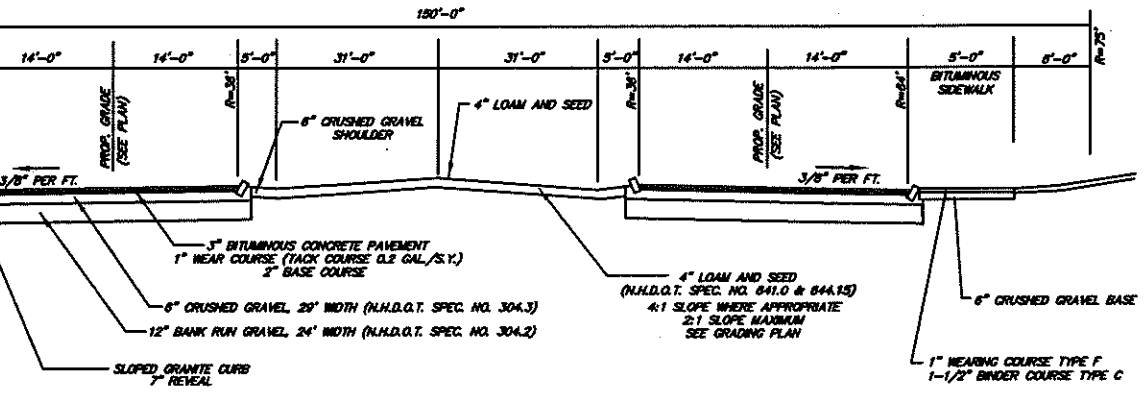 150'-0"
14'-0" 14'-0" 5'-0" 31'-0" 31'-0" 5'-0" 14'-0" 14'-0" 5'-0" 8'-0"
R=75'
BITUMINOUS
SIDEWALK
R=36'
R=36'
R=64'
PROP. GRADE
(SEE PLAN)
PROP. GRADE
(SEE PLAN)
4" LOAM AND SEED
6" CRUSHED GRAVEL
SHOULDER
3/8" PER FT.
3/8" PER FT.
3" BITUMINOUS CONCRETE PAVEMENT
1" WEAR COURSE (TACK COURSE 0.2 GAL./S.Y.)
2" BASE COURSE
6" CRUSHED GRAVEL, 29' WIDTH (N.H.D.O.T. SPEC. NO. 304.3)
12" BANK RUN GRAVEL, 24' WIDTH (N.H.D.O.T. SPEC. NO. 304.2)
SLOPED GRANITE CURB
7" REVEAL
4" LOAM AND SEED
(N.H.D.O.T. SPEC. NO. 641.0 & 644.15)
4:1 SLOPE WHERE APPROPRIATE
2:1 SLOPE MAXIMUM
SEE GRADING PLAN
6" CRUSHED GRAVEL BASE
1" WEARING COURSE TYPE F
1-1/2" BINDER COURSE TYPE C